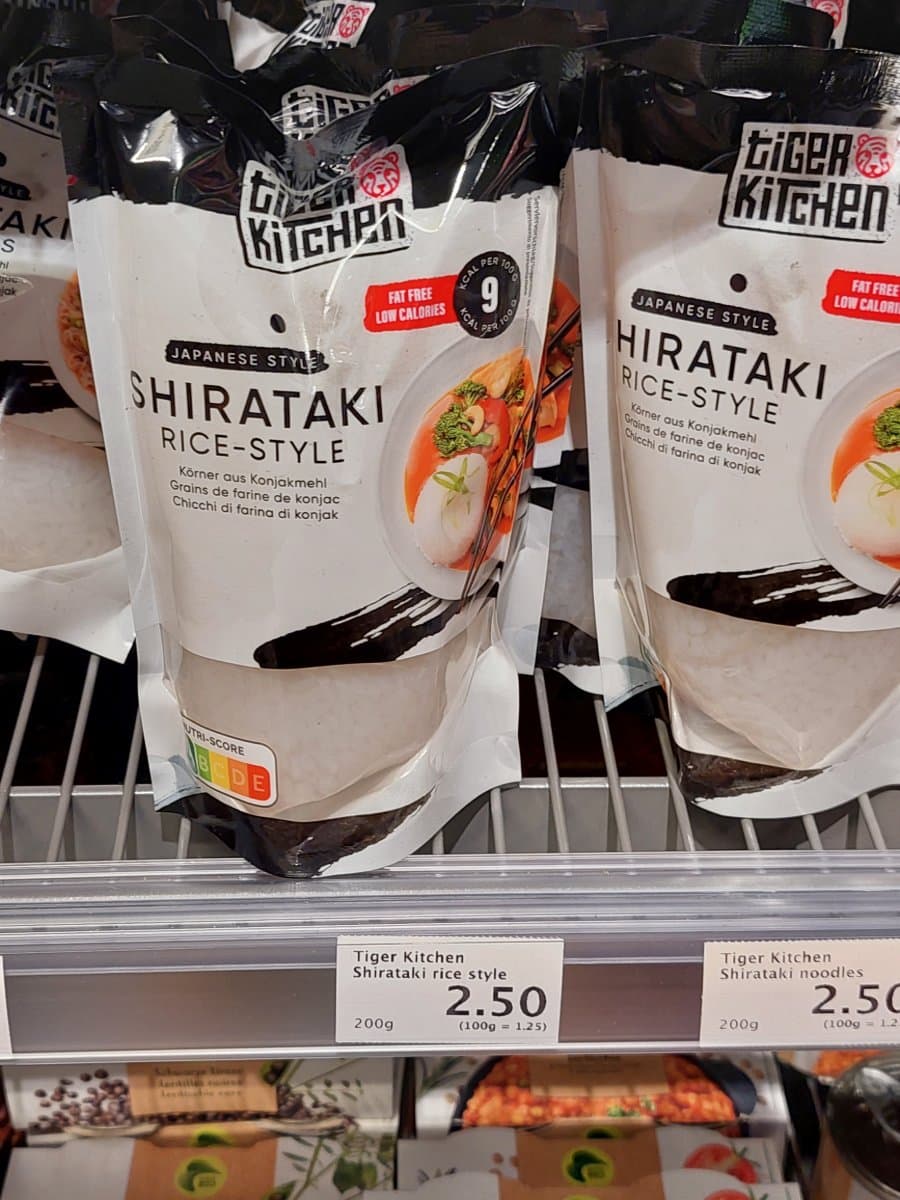 tiGER
KitCHEN
FAT FREE
LOW CALORIES
KCAL PER 100 G
9
KCAL PER 100 G
JAPANESE STYLE
SHIRATAKI
RICE-STYLE
Körner aus Konjakmehl
Grains de farine de konjac
Chicchi di farina di konjak
NUTRI-SCORE
B C D E
tiGER
KitCHEN
FAT FREE
LOW CALORIES
JAPANESE STYLE
HIRATAKI
RICE-STYLE
Körner aus Konjakmehl
Grains de farine de konjac
Chicchi di farina di konjak
Tiger Kitchen
Shirataki rice style
2.50
200g
(100g = 1.25)
Tiger Kitchen
Shirataki noodles
2.50
200g
(100g = 1.2